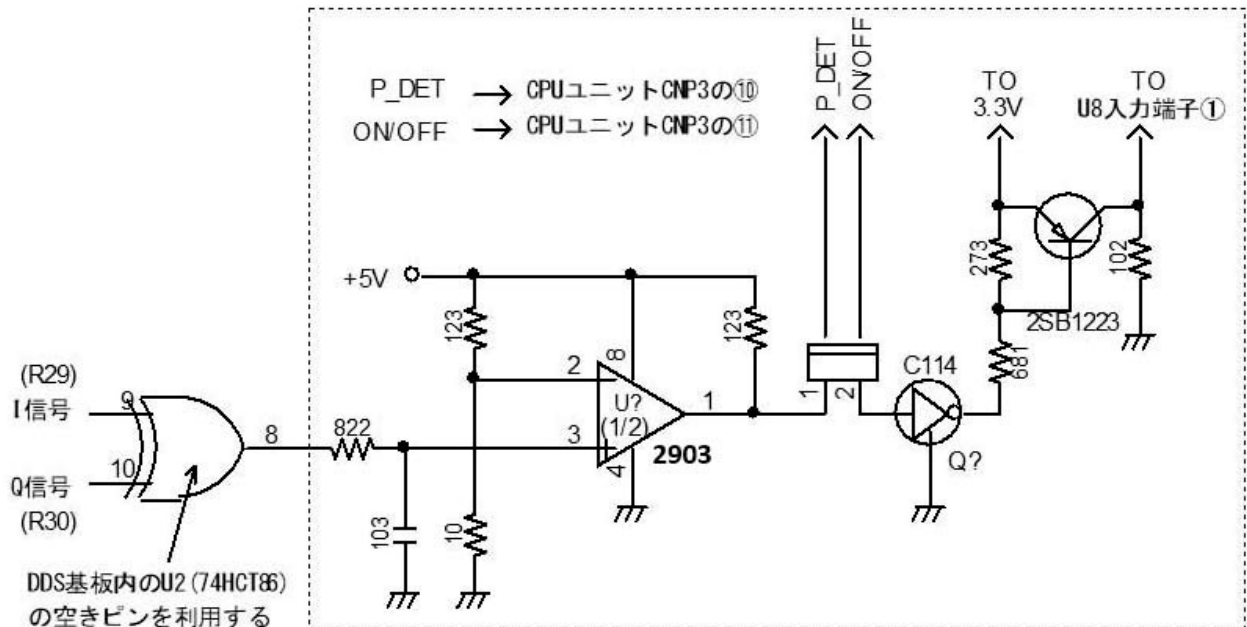 P_DET → CPUユニットCNP3の⑩
ON/OFF → CPUユニットCNP3の⑪
P_DET
ON/OFF
TO
3.3V
TO
U8入力端子①
+5V
123
123
273
102
2SB1223
681
(R29)
I信号
9
10
8
Q信号
(R30)
822
103
10
2
3
8
4
U?
(1/2)
1
2903
1
2
C114
Q?
DDS基板内のU2(74HCT86)
の空きピンを利用する